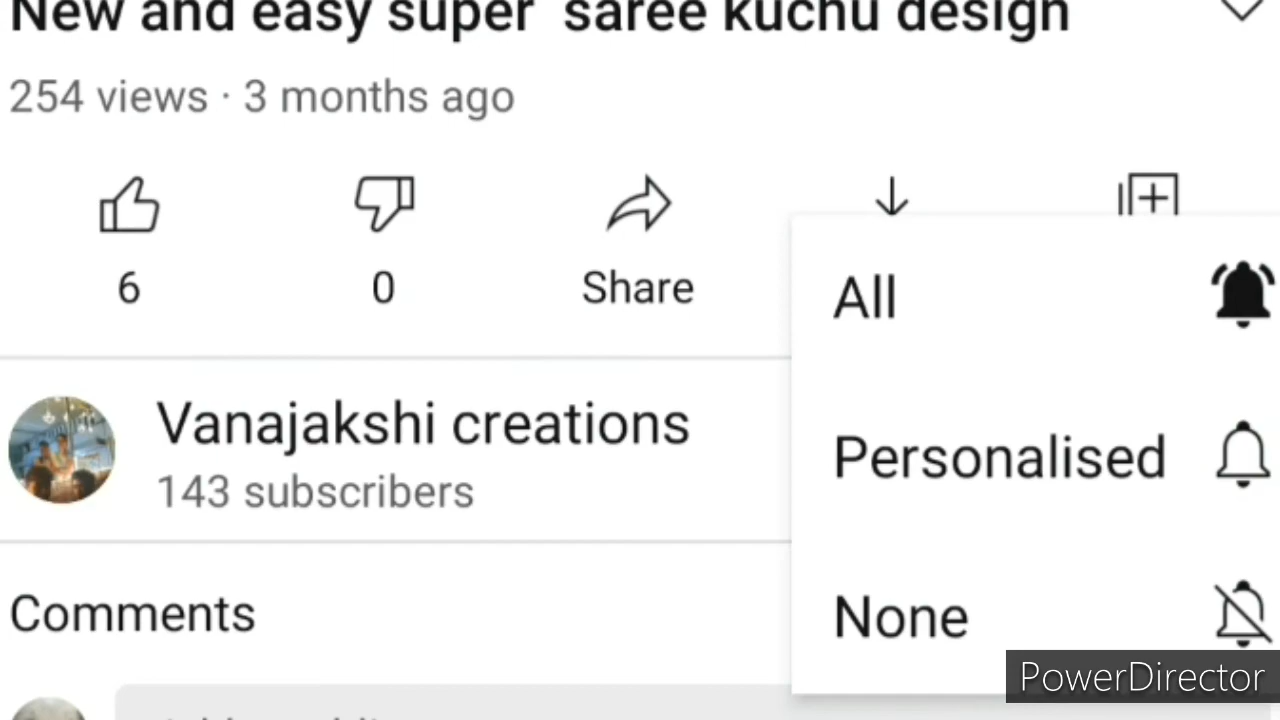 New and easy super saree kuchu design
254 views · 3 months ago
6
0
Share
All
Vanajakshi creations
143 subscribers
Personalised
Comments
None
PowerDirector